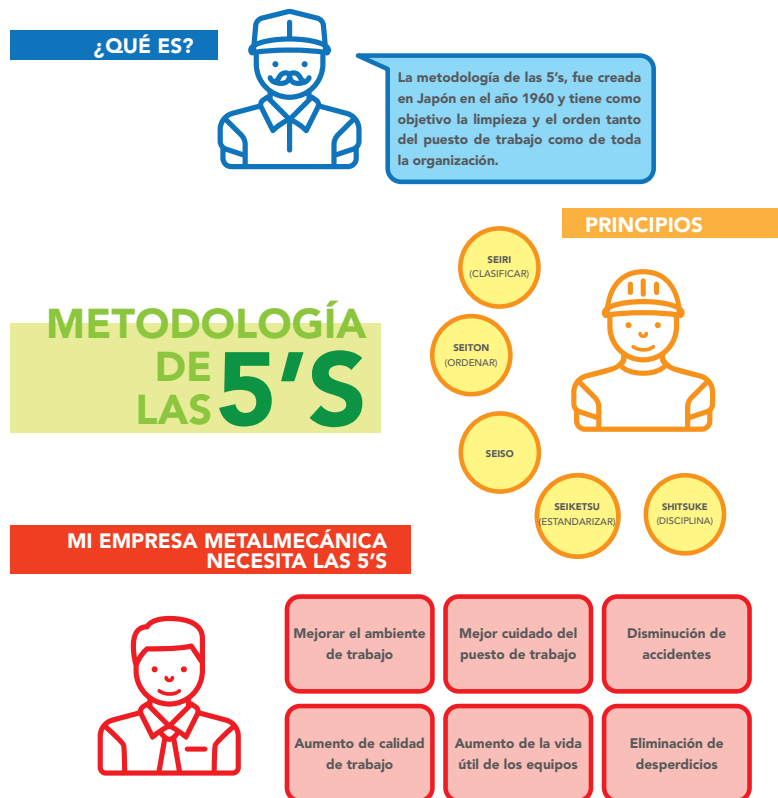 ¿QUÉ ES?
La metodología de las 5's, fue creada
en Japón en el año 1960 y tiene como
objetivo la limpieza y el orden tanto
del puesto de trabajo como de toda
la organización.
PRINCIPIOS
SEIRI
(CLASIFICAR)
SEITON
(ORDENAR)
SEISO
SEIKETSU
(ESTANDARIZAR)
SHITSUKE
(DISCIPLINA)
METODOLOGÍA
DE
LAS 5'S
MI EMPRESA METALMECÁNICA
NECESITA LAS 5'S
Mejorar el ambiente
de trabajo
Mejor cuidado del
puesto de trabajo
Disminución de
accidentes
Aumento de calidad
de trabajo
Aumento de la vida
útil de los equipos
Eliminación de
desperdicios